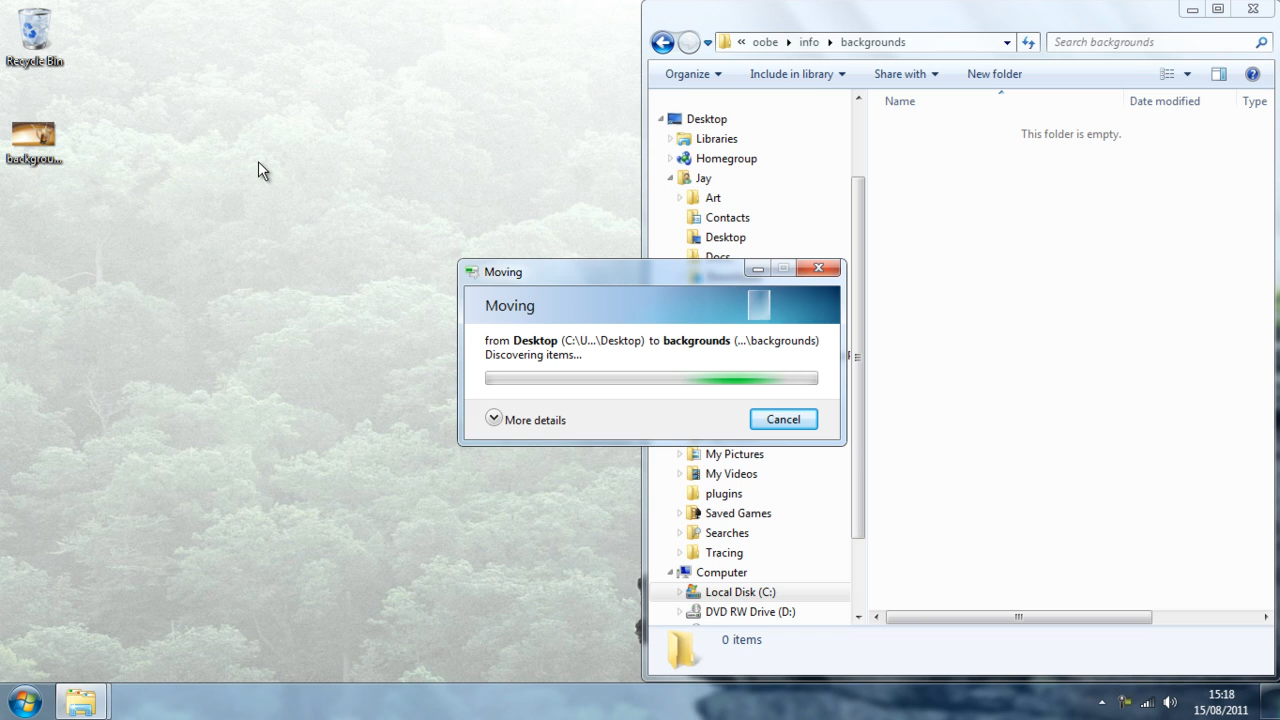 Recycle Bin
backgrou...
« oobe info backgrounds
Search backgrounds
Organize Include in library Share with New folder
Name Date modified Type
This folder is empty.
Desktop
Libraries
Homegroup
Jay
Art
Contacts
Desktop
Docs
Moving
Moving
from Desktop (C:\U...\Desktop) to backgrounds (...\backgrounds)
Discovering items...
More details
Cancel
My Pictures
My Videos
plugins
Saved Games
Searches
Tracing
Computer
Local Disk (C:)
DVD RW Drive (D:)
0 items
15:18
15/08/2011